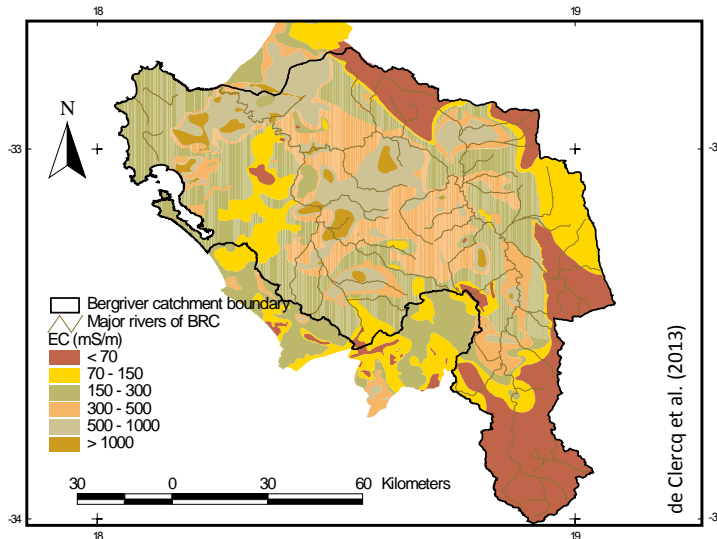 18
19
N
-33
-3
Bergriver catchment boundary
Major rivers of BRC
EC (mS/m)
< 70
70 - 150
150 - 300
300 - 500
500 - 1000
> 1000
de Clercq et al. (2013)
30
0
30
60
Kilometers
-34
-3
18
19